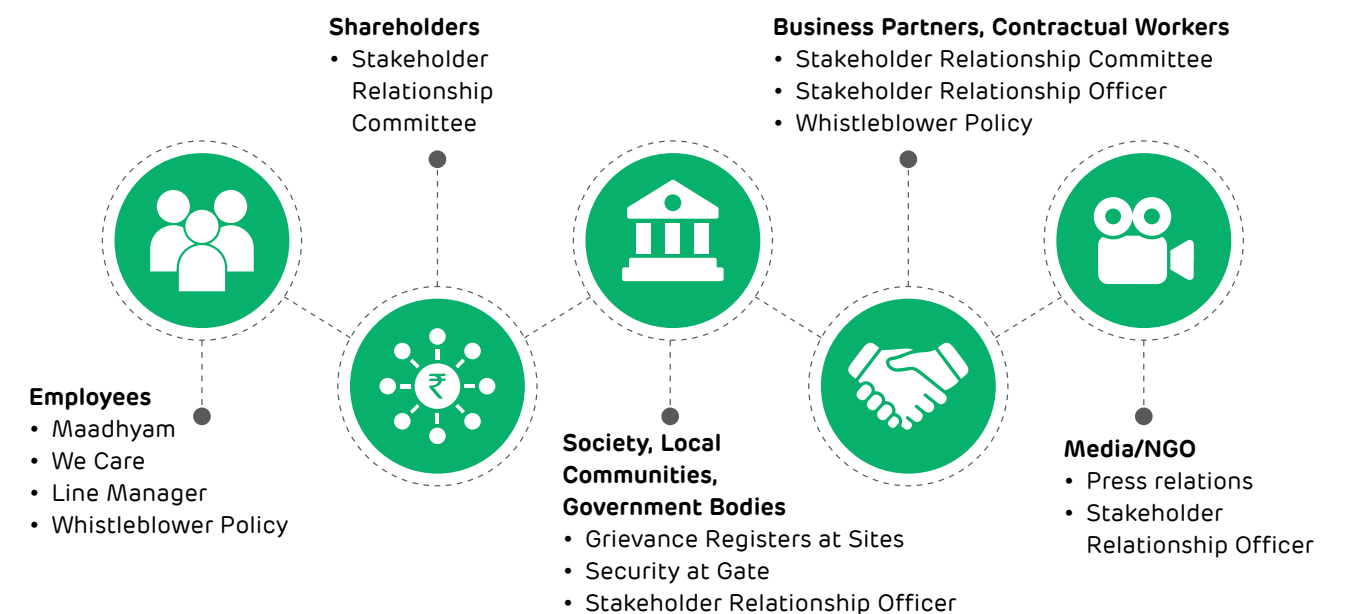 Shareholders
• Stakeholder
Relationship
Committee
Business Partners, Contractual Workers
• Stakeholder Relationship Committee
• Stakeholder Relationship Officer
• Whistleblower Policy
₹
Employees
• Maadhyam
• We Care
• Line Manager
• Whistleblower Policy
Society, Local
Communities,
Government Bodies
• Grievance Registers at Sites
• Security at Gate
• Stakeholder Relationship Officer
Media/NGO
• Press relations
• Stakeholder
Relationship Officer